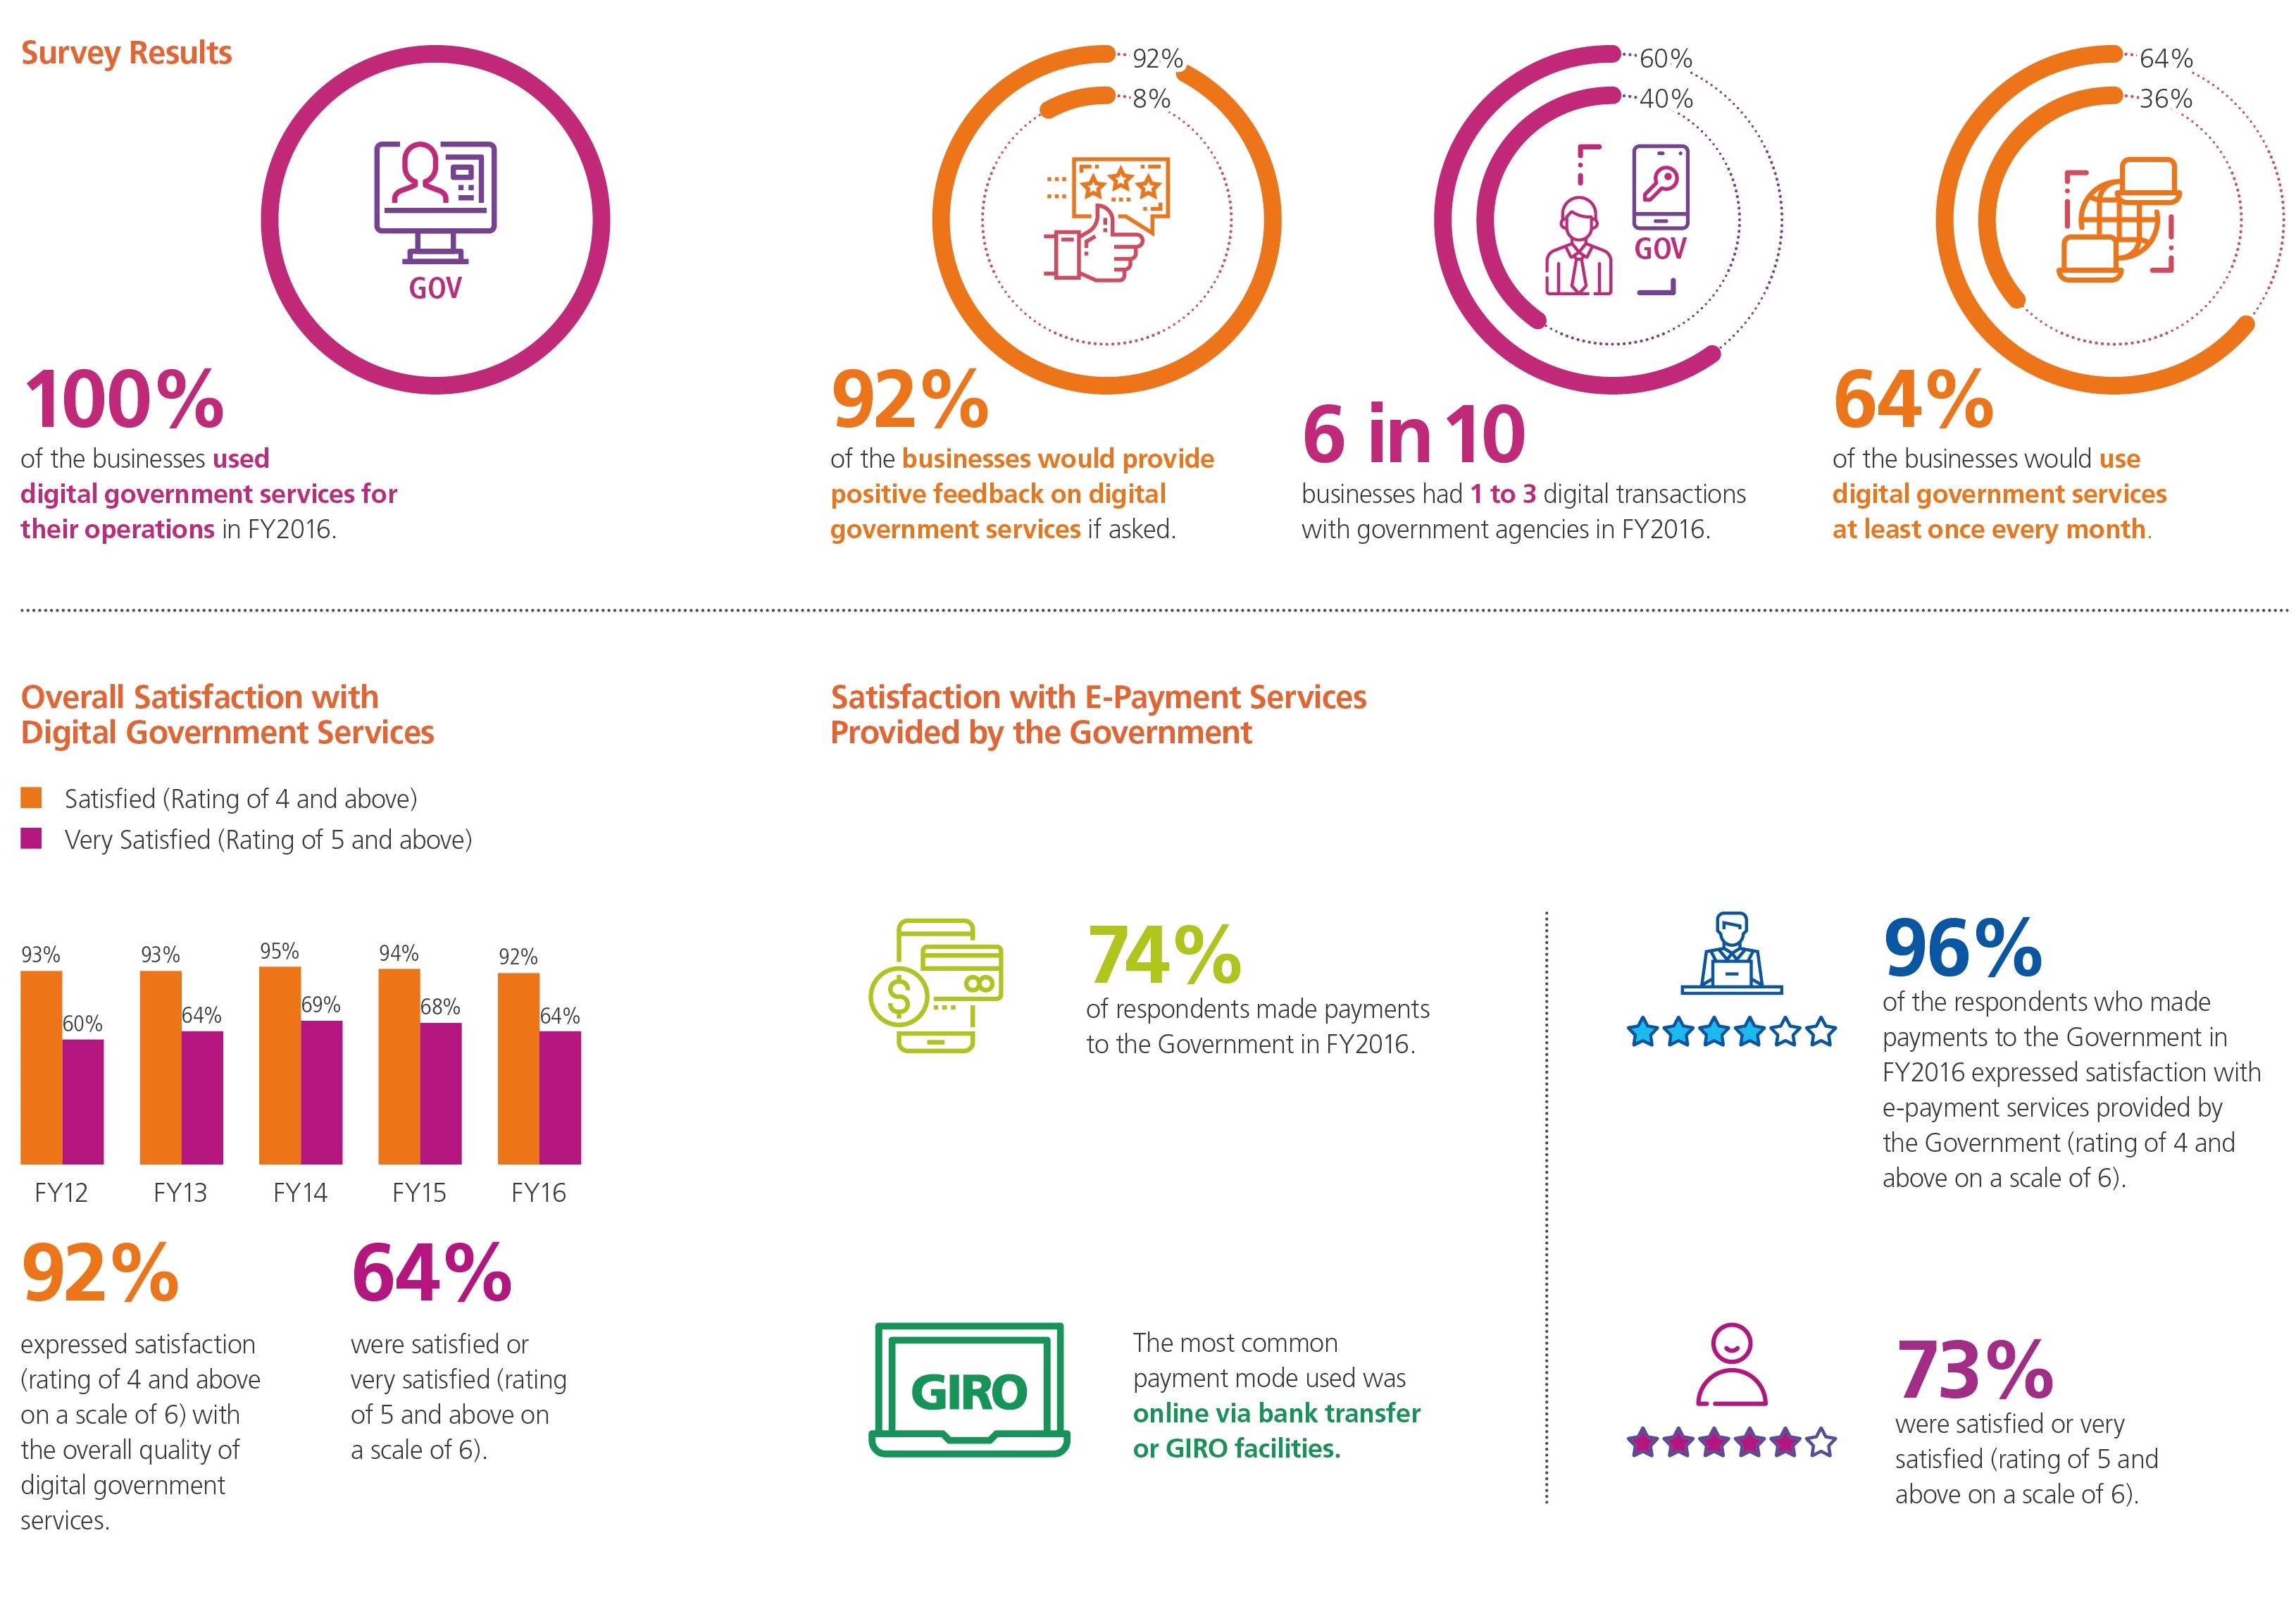 Survey Results
GOV
100%
of the businesses used
digital government services for
their operations in FY2016.
92%
8%
92%
of the businesses would provide
positive feedback on digital
government services if asked.
60%
40%
GOV
6 in 10
businesses had 1 to 3 digital transactions
with government agencies in FY2016.
64%
36%
64%
of the businesses would use
digital government services
at least once every month.
Overall Satisfaction with
Digital Government Services
Satisfied (Rating of 4 and above)
Very Satisfied (Rating of 5 and above)
93% 60% 93% 64% 95% 69% 94% 68% 92% 64%
FY12 FY13 FY14 FY15 FY16
92%
expressed satisfaction
(rating of 4 and above
on a scale of 6) with
the overall quality of
digital government
services.
64%
were satisfied or
very satisfied (rating
of 5 and above on
a scale of 6).
Satisfaction with E-Payment Services
Provided by the Government
$
74%
of respondents made payments
to the Government in FY2016.
GIRO
The most common
payment mode used was
online via bank transfer
or GIRO facilities.
96%
of the respondents who made
payments to the Government in
FY2016 expressed satisfaction with
e-payment services provided by
the Government (rating of 4 and
above on a scale of 6).
73%
were satisfied or very
satisfied (rating of 5 and
above on a scale of 6).